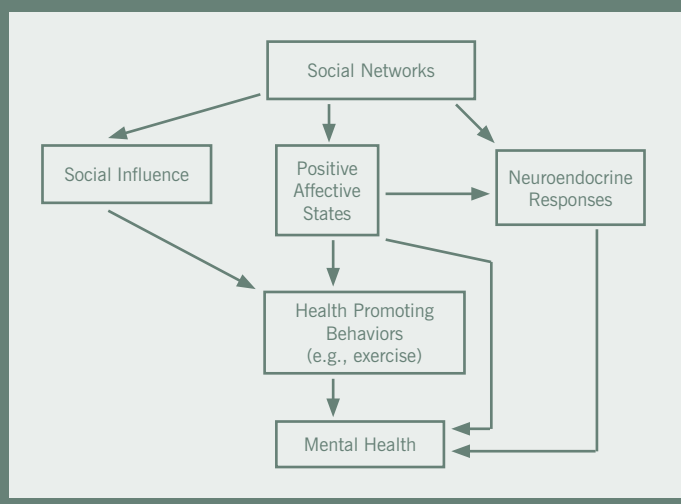 Social Networks
Social Influence
Positive
Affective
States
Neuroendocrine
Responses
Health Promoting
Behaviors
(e.g., exercise)
Mental Health